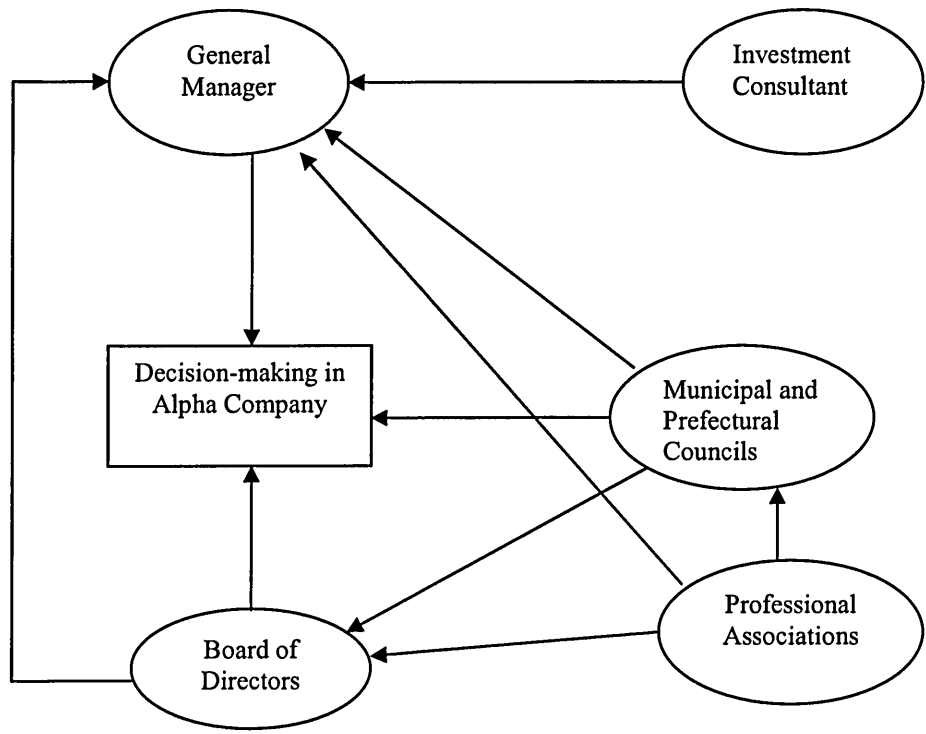 General
Manager
Investment
Consultant
Decision-making in
Alpha Company
Municipal and
Prefectural
Councils
Professional
Associations
Board of
Directors